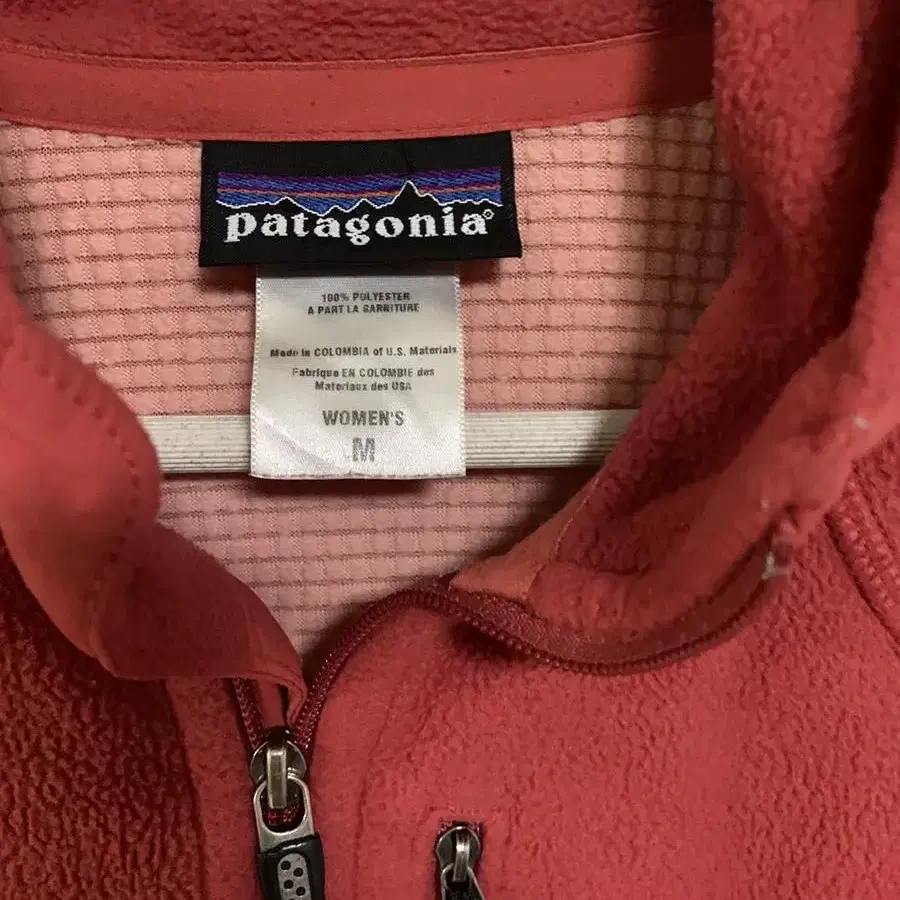 patagonia®
100% POLYESTER
A PART LA GARNITURE
Made in COLOMBIA of U.S. Materials
Fabrique EN COLOMBIE des
Materiaux des USA
WOMEN'S
M